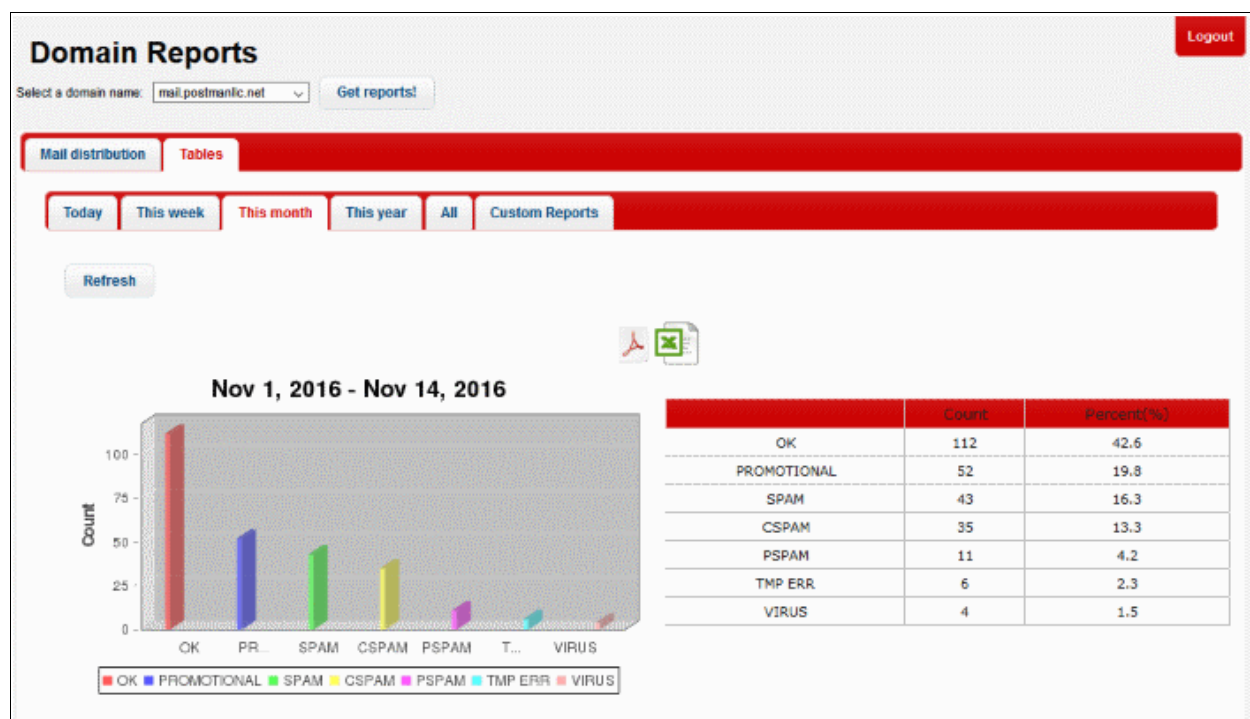 Logout
Domain Reports
Select a domain name: mail.postmanllc.net Get reports!
Mail distribution Tables
Today This week This month This year All Custom Reports
Refresh
Nov 1, 2016 - Nov 14, 2016
Count
100
75
50
25
0
OK PR... SPAM CSPAM PSPAM T... VIRUS
OK PROMOTIONAL SPAM CSPAM PSPAM TMP ERR VIRUS
Count Percent(%)
OK 112 42.6
PROMOTIONAL 52 19.8
SPAM 43 16.3
CSPAM 35 13.3
PSPAM 11 4.2
TMP ERR 6 2.3
VIRUS 4 1.5